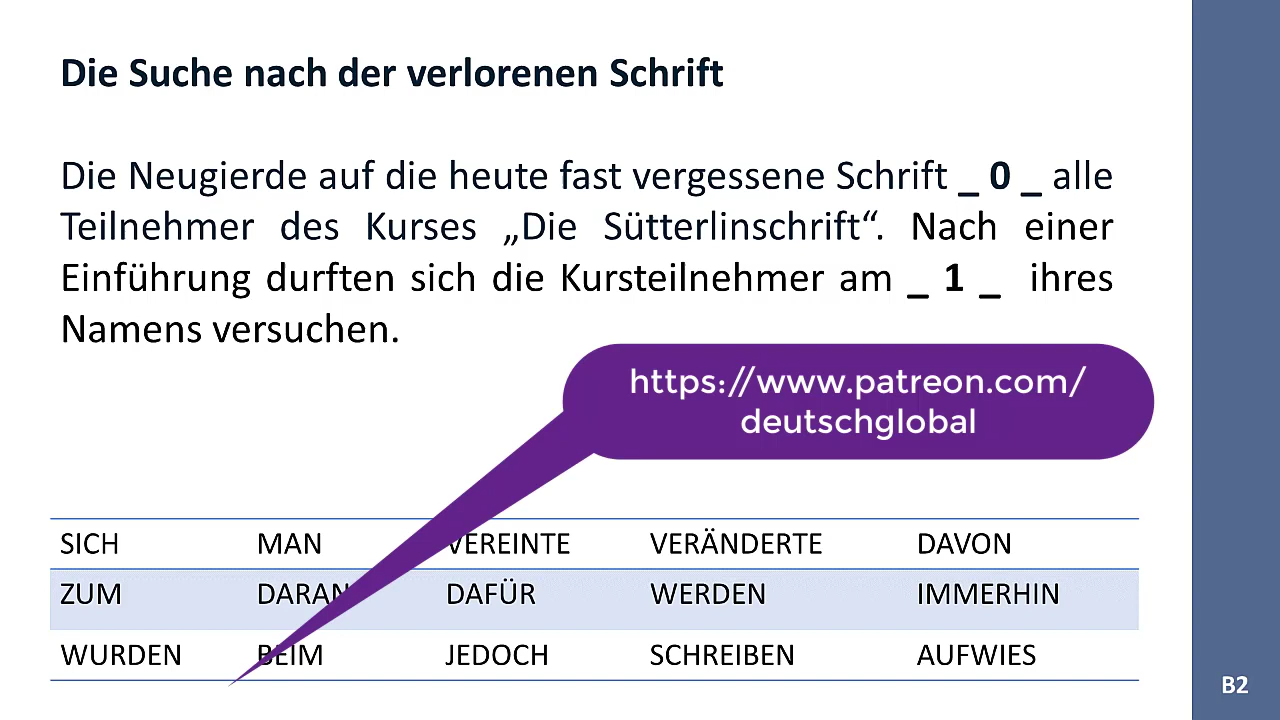 Die Suche nach der verlorenen Schrift
Die Neugierde auf die heute fast vergessene Schrift _ 0 _ alle
Teilnehmer des Kurses „Die Sütterlinschrift“. Nach einer
Einführung durften sich die Kursteilnehmer am _ 1 _ ihres
Namens versuchen.
https://www.patreon.com/
deutschglobal
SICH MAN VEREINTE VERÄNDERTE DAVON
ZUM DARAN DAFÜR WERDEN IMMERHIN
WURDEN BEIM JEDOCH SCHREIBEN AUFWIES
B2